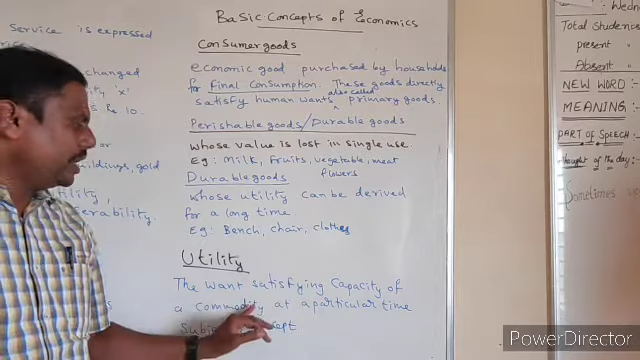 Basic Concepts of Economics
Service is expressed
changed
'x'
Rs 10.
or
buildings, gold
Consumer goods
economic good purchased by households
for Final Consumption. These goods directly
also called
satisfy human wants ^ primary goods.
Perishable goods/Durable goods
whose value is lost in single use.
Eg: Milk, Fruits, vegetable, meat
flowers
Durable goods
whose utility can be derived
for a long time.
Eg: Bench, chair, clothes
Utility
The want satisfying Capacity of
a commodity at a particular time
Total Students
present "
Absent "
NEW WORD :-
MEANING :-
PART OF SPEECH :-
thought of the day :-
Sometimes
PowerDirector